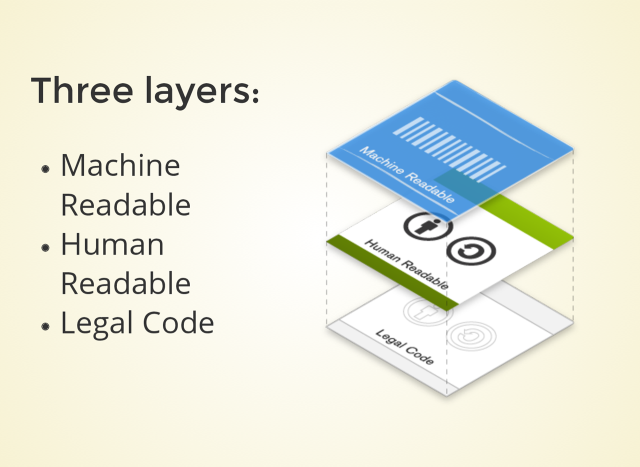 Three layers:
Machine
Readable
Human
Readable
Legal Code
Machine Readable
Human Readable
Legal Code